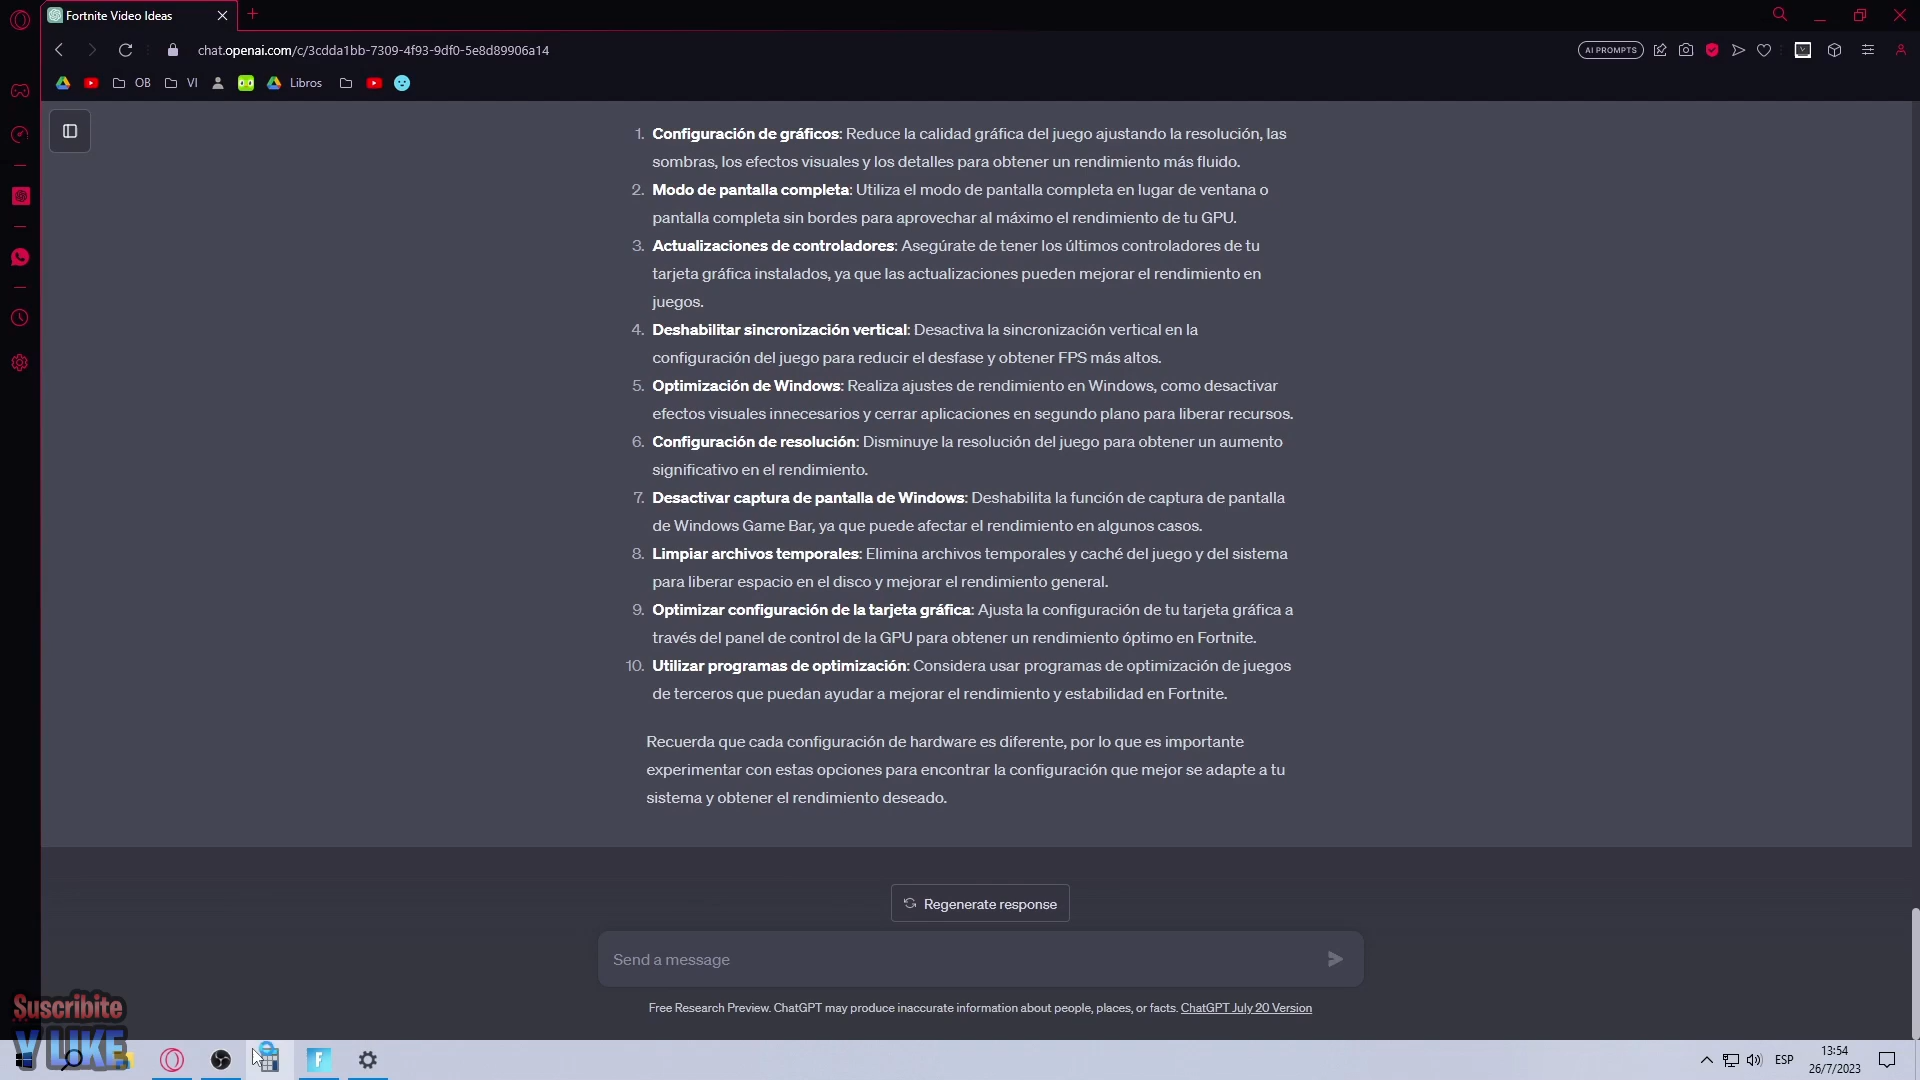 Fortnite Video Ideas
chat.openai.com/c/3cdda1bb-7309-4f93-9df0-5e8d89906a14
AI PROMPTS
OB
VI
Libros
1. Configuración de gráficos: Reduce la calidad gráfica del juego ajustando la resolución, las
sombras, los efectos visuales y los detalles para obtener un rendimiento más fluido.
2. Modo de pantalla completa: Utiliza el modo de pantalla completa en lugar de ventana o
pantalla completa sin bordes para aprovechar al máximo el rendimiento de tu GPU.
3. Actualizaciones de controladores: Asegúrate de tener los últimos controladores de tu
tarjeta gráfica instalados, ya que las actualizaciones pueden mejorar el rendimiento en
juegos.
4. Deshabilitar sincronización vertical: Desactiva la sincronización vertical en la
configuración del juego para reducir el desfase y obtener FPS más altos.
5. Optimización de Windows: Realiza ajustes de rendimiento en Windows, como desactivar
efectos visuales innecesarios y cerrar aplicaciones en segundo plano para liberar recursos.
6. Configuración de resolución: Disminuye la resolución del juego para obtener un aumento
significativo en el rendimiento.
7. Desactivar captura de pantalla de Windows: Deshabilita la función de captura de pantalla
de Windows Game Bar, ya que puede afectar el rendimiento en algunos casos.
8. Limpiar archivos temporales: Elimina archivos temporales y caché del juego y del sistema
para liberar espacio en el disco y mejorar el rendimiento general.
9. Optimizar configuración de la tarjeta gráfica: Ajusta la configuración de tu tarjeta gráfica a
través del panel de control de la GPU para obtener un rendimiento óptimo en Fortnite.
10. Utilizar programas de optimización: Considera usar programas de optimización de juegos
de terceros que puedan ayudar a mejorar el rendimiento y estabilidad en Fortnite.
Recuerda que cada configuración de hardware es diferente, por lo que es importante
experimentar con estas opciones para encontrar la configuración que mejor se adapte a tu
sistema y obtener el rendimiento deseado.
Regenerate response
Send a message
Free Research Preview. ChatGPT may produce inaccurate information about people, places, or facts. ChatGPT July 20 Version
Suscribite
Y LIKE
F
ESP
13:54
26/7/2023